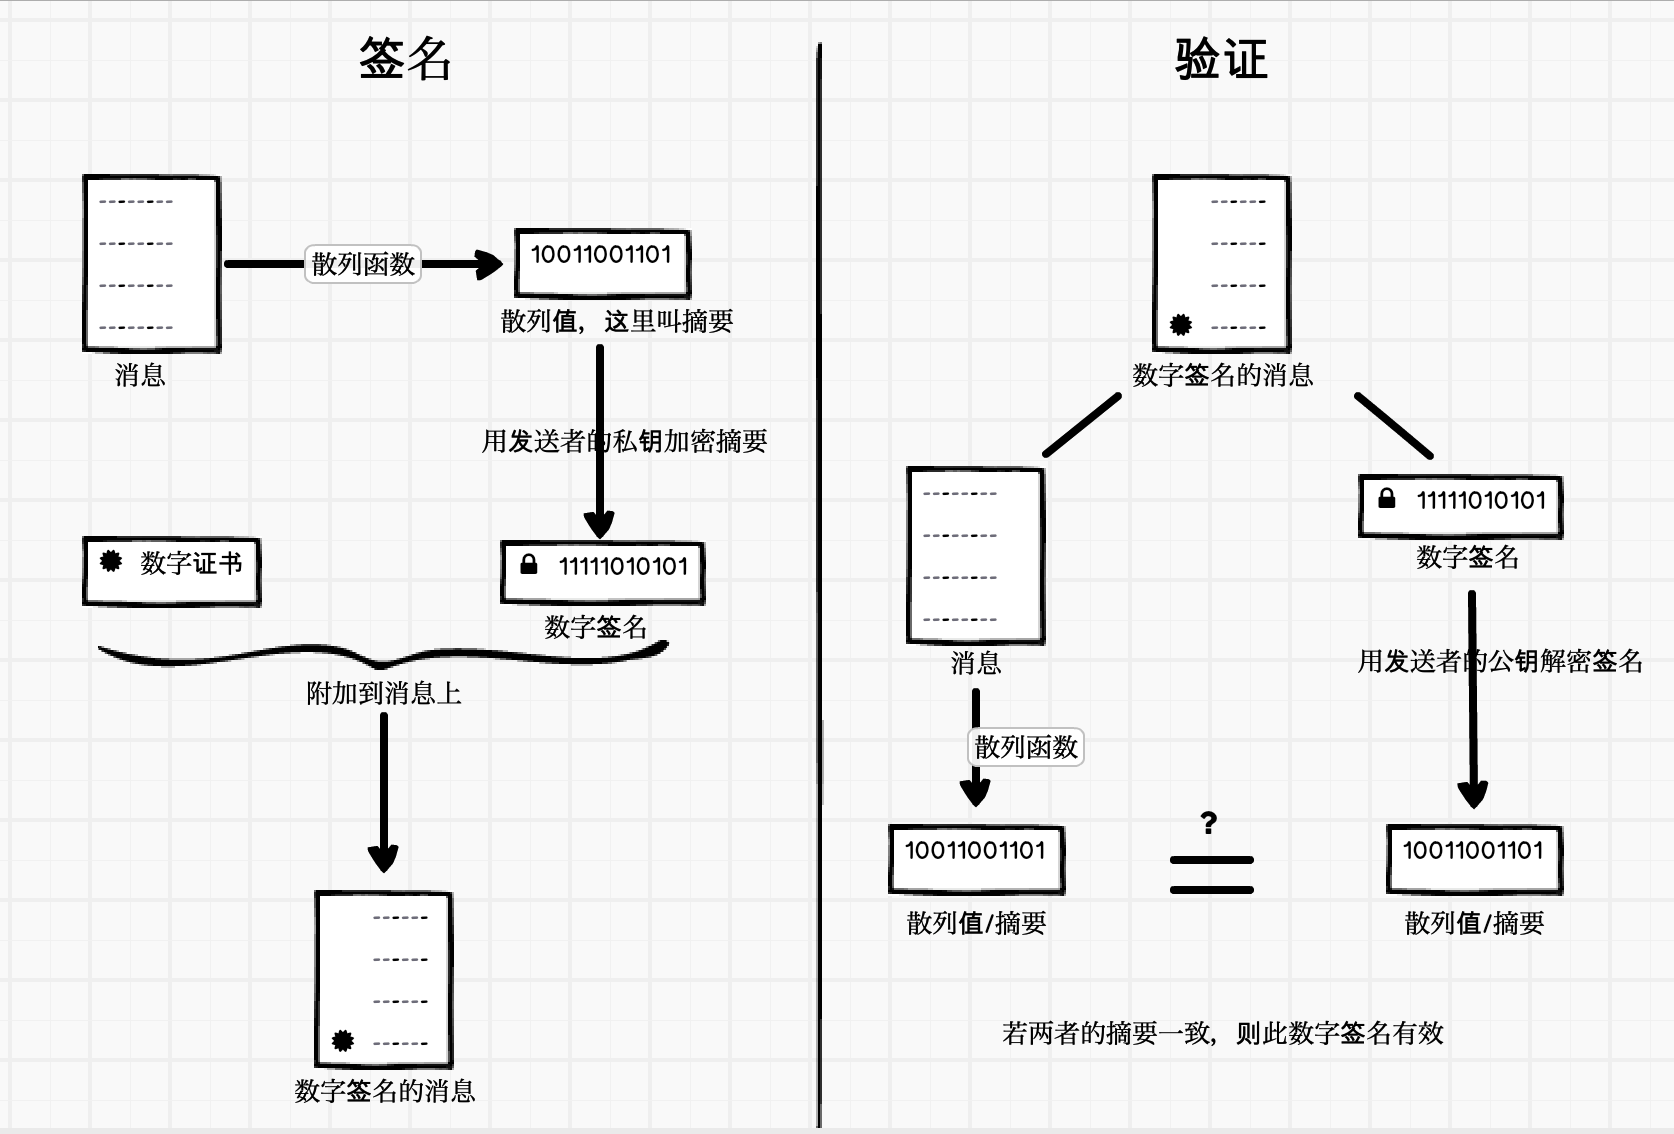 签名
散列函数
10011001101
散列值，这里叫摘要
消息
用发送者的私钥加密摘要
数字证书
11111010101
数字签名
附加到消息上
数字签名的消息
验证
数字签名的消息
消息
11111010101
数字签名
用发送者的公钥解密签名
散列函数
?
10011001101
10011001101
散列值/摘要
散列值/摘要
若两者的摘要一致，则此数字签名有效